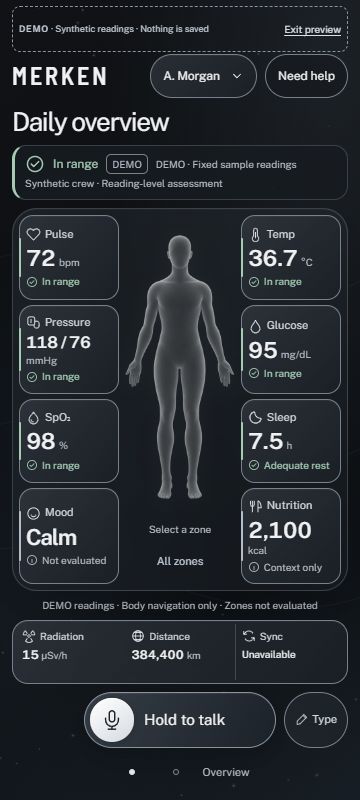 DEMO · Synthetic readings · Nothing is saved
Exit preview
MERKEN
A. Morgan
Need help
Daily overview
In range
DEMO
DEMO · Fixed sample readings
Synthetic crew · Reading-level assessment
Pulse
72 bpm
In range
Temp
36.7 °C
In range
Pressure
118 / 76
mmHg
In range
Glucose
95 mg/dL
In range
SpO₂
98 %
In range
Sleep
7.5 h
Adequate rest
Mood
Calm
Not evaluated
Nutrition
2,100
kcal
Context only
Select a zone
All zones
DEMO readings · Body navigation only · Zones not evaluated
Radiation
15 µSv/h
Distance
384,400 km
Sync
Unavailable
Hold to talk
Type
Overview